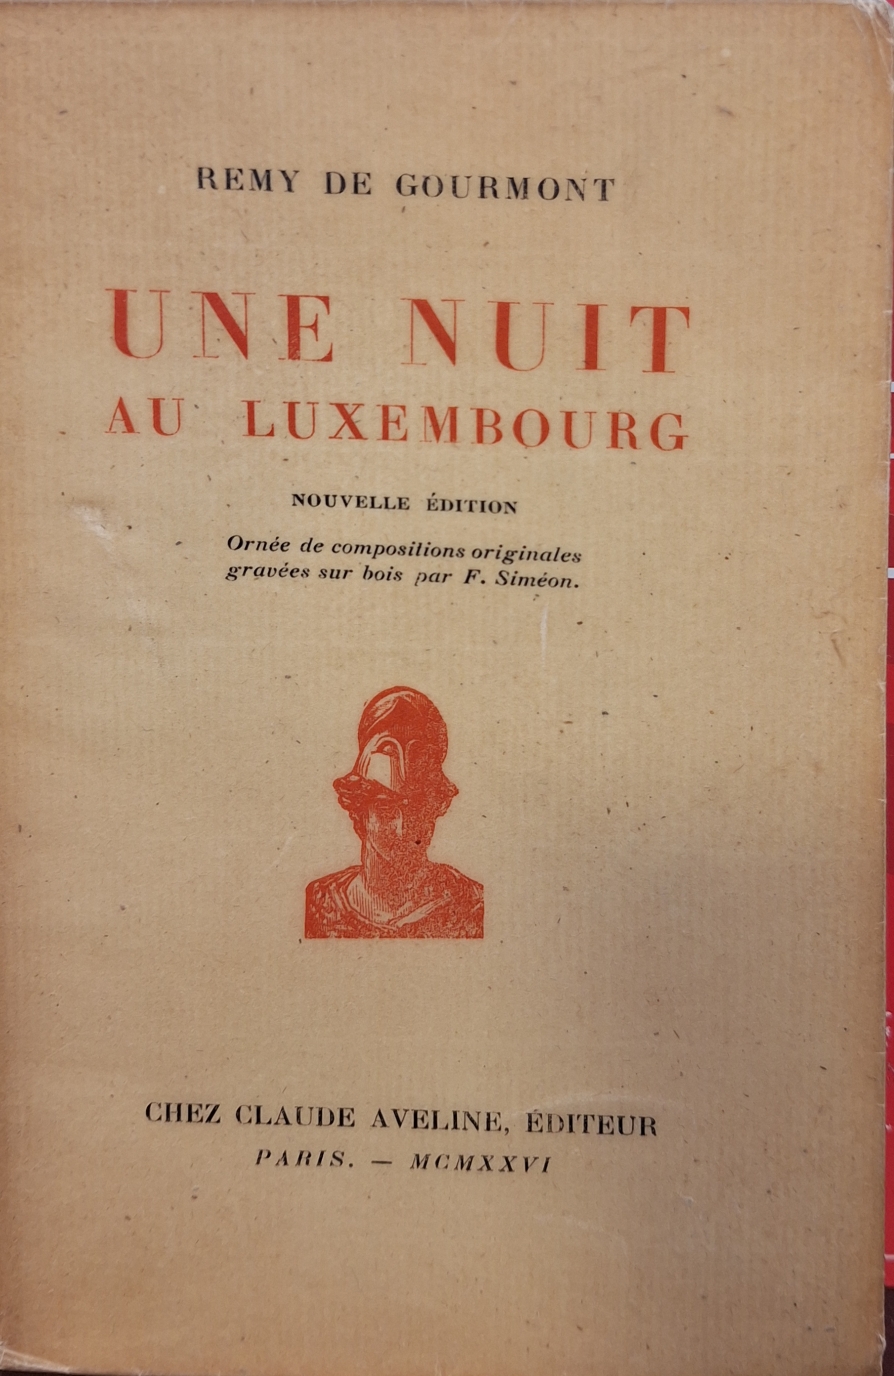 REMY DE GOURMONT
UNE NUIT
AU LUXEMBOURG
NOUVELLE ÉDITION
Ornée de compositions originales
gravées sur bois par F. Siméon.
CHEZ CLAUDE AVELINE, ÉDITEUR
PARIS. — MCMXXVI